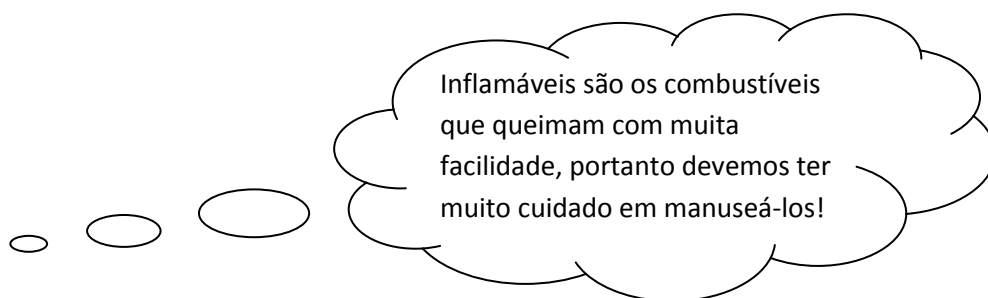 Inflamáveis são os combustíveis
que queimam com muita
facilidade, portanto devemos ter
muito cuidado em manuseá-los!